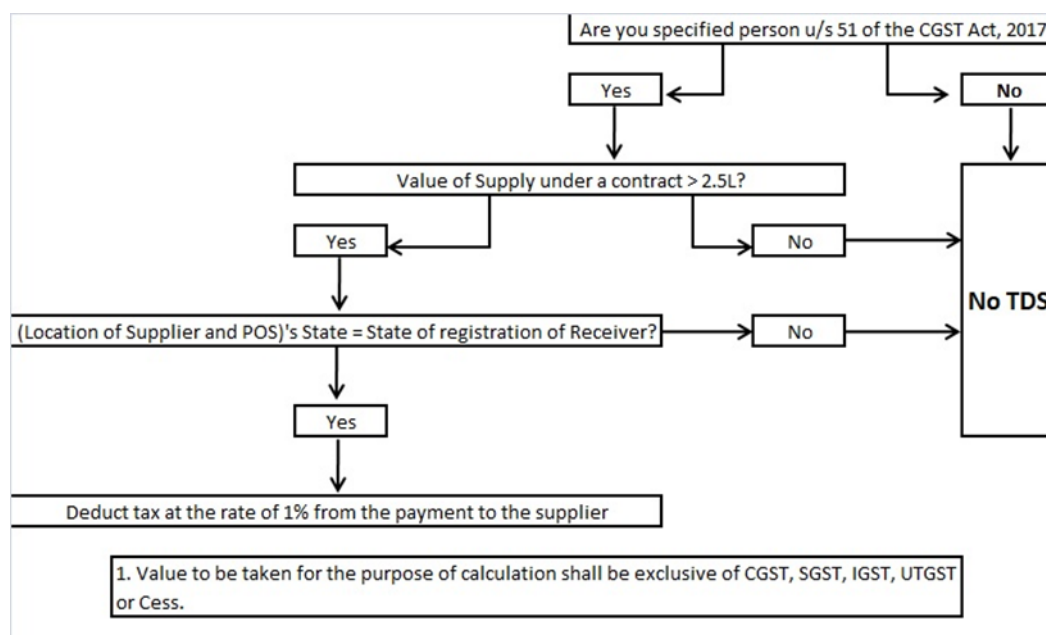 Are you specified person u/s 51 of the CGST Act, 2017
Yes
No
Value of Supply under a contract > 2.5L?
Yes
No
No TDS
(Location of Supplier and POS)'s State = State of registration of Receiver?
No
Yes
Deduct tax at the rate of 1% from the payment to the supplier
1. Value to be taken for the purpose of calculation shall be exclusive of CGST, SGST, IGST, UTGST
or Cess.